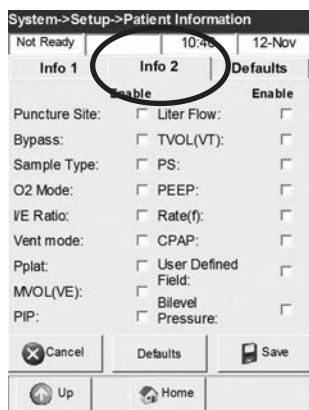 System->Setup->Patient Information
Not Ready 10:46 12-Nov
Info 1 Info 2 Defaults
Enable Enable
Puncture Site: Liter Flow:
Bypass: TVOL(VT):
Sample Type: PS:
O2 Mode: PEEP:
I/E Ratio: Rate(f):
Vent mode: CPAP:
Pplat: User Defined Field:
MVOL(VE): Bilevel Pressure:
PIP:
Cancel Defaults Save
Up Home